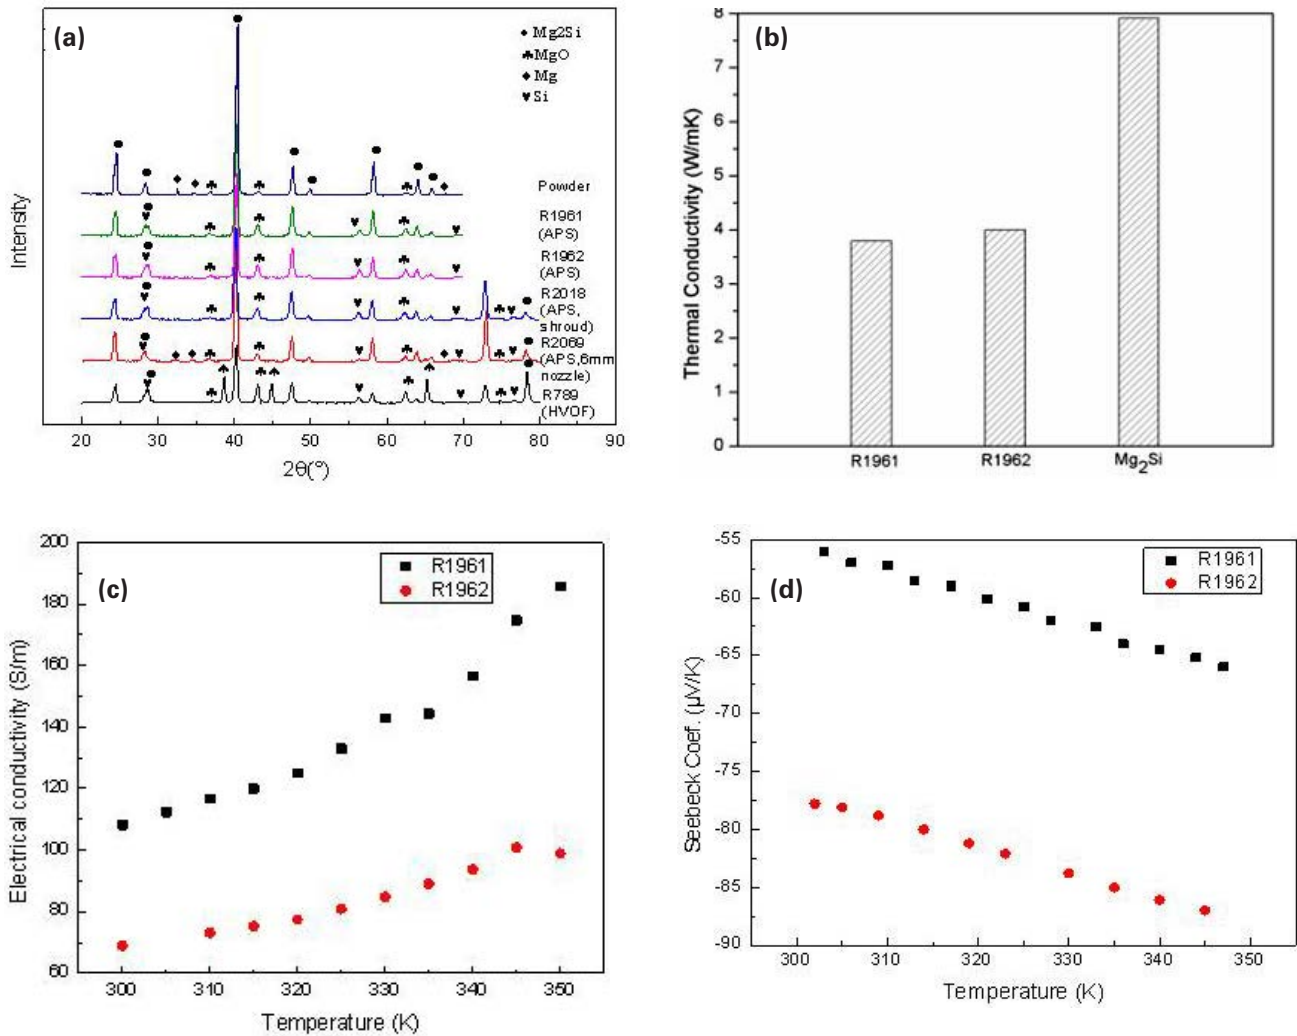 (a)
Mg2Si
MgO
Mg
Si
Powder
R1961
(APS)
R1962
(APS)
R2018
(APS,
shroud)
R2069
(APS,6mm
nozzle)
R789
(HVOF)
Intensity
20 30 40 50 60 70 80 90
2θ(°)
(b)
Thermal Conductivity (W/mK)
8
7
6
5
4
3
2
1
0
R1961 R1962 Mg2Si
(c)
R1961
R1962
Electrical conductivity (S/m)
200
180
160
140
120
100
80
60
300 310 320 330 340 350
Temperature (K)
(d)
R1961
R1962
Seebeck Coef. (µV/K)
-55
-60
-65
-70
-75
-80
-85
-90
300 310 320 330 340 350
Temperature (K)